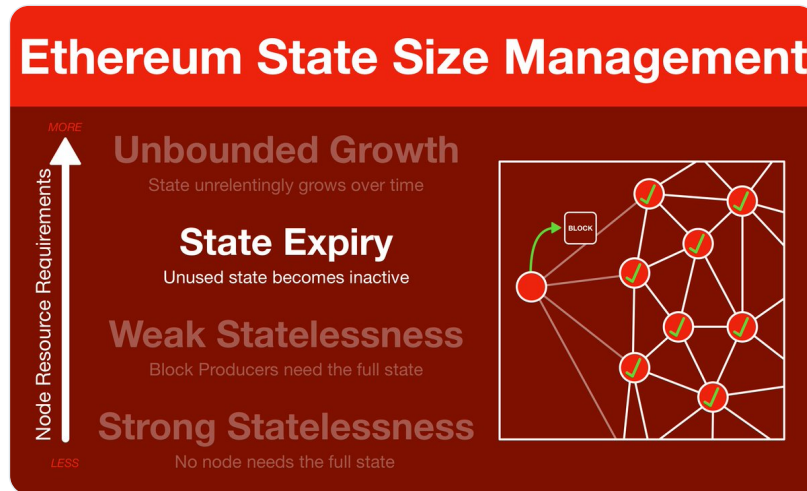 Ethereum State Size Management
MORE
Node Resource Requirements
LESS
Unbounded Growth
State unrelentingly grows over time
State Expiry
Unused state becomes inactive
Weak Statelessness
Block Producers need the full state
Strong Statelessness
No node needs the full state
BLOCK